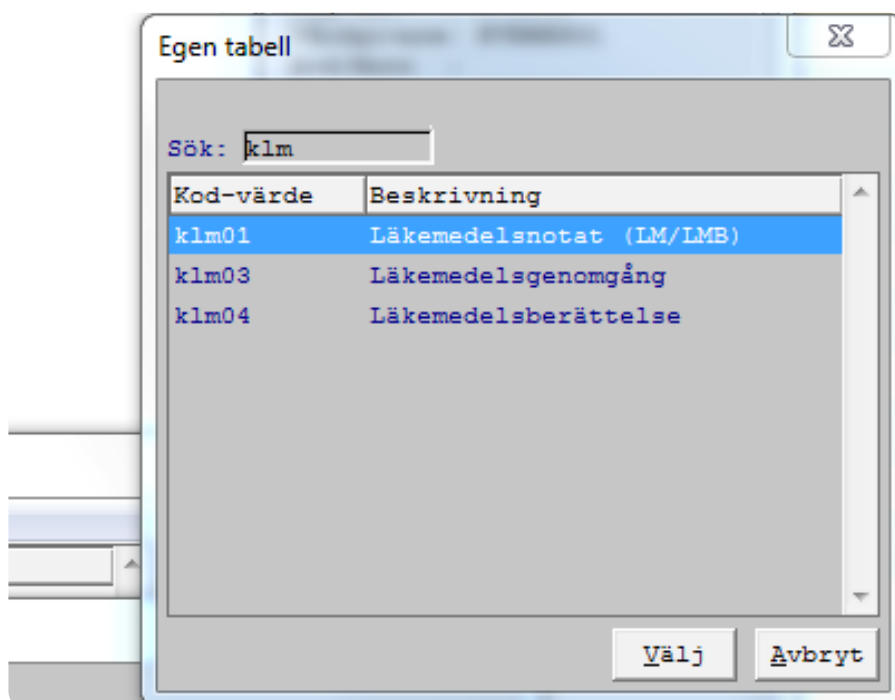 Egen tabell
Sök: klm
Kod-värde Beskrivning
klm01 Läkemedelsnotat (LM/LMB)
klm03 Läkemedelsgenomgång
klm04 Läkemedelsberättelse
Välj Avbryt